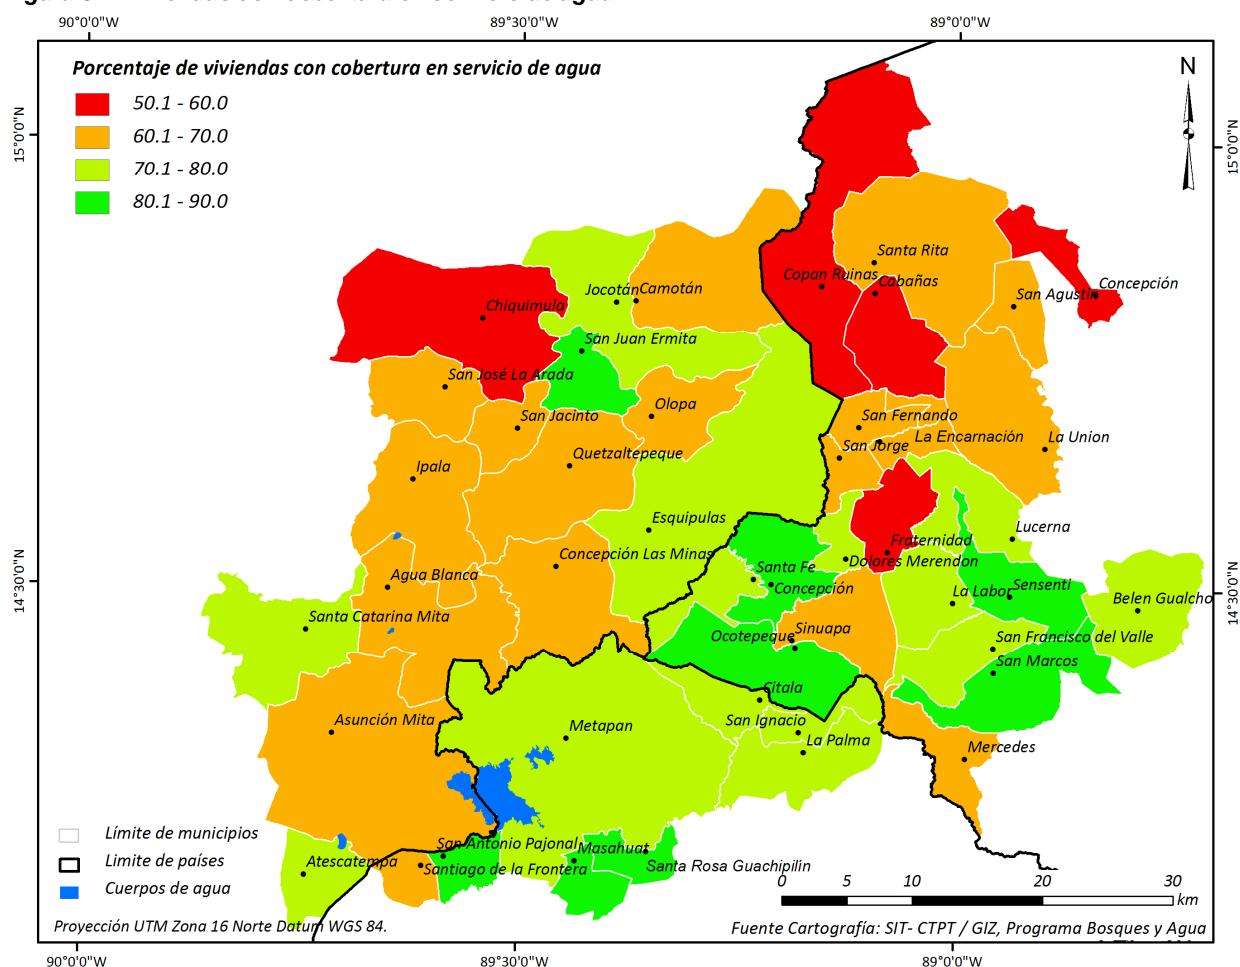 90°0'0"W 89°30'0"W 89°0'0"W
Porcentaje de viviendas con cobertura en servicio de agua
50.1 - 60.0
60.1 - 70.0
70.1 - 80.0
80.1 - 90.0
N
15°0'0"N
15°0'0"N
Santa Rita
Copan Ruinas
Cabañas
Concepción
San Agustin
Jocotán
Camotán
Chiquimula
San Juan Ermita
San José La Arada
San Jacinto
Olopa
San Fernando
La Encarnación
San Jorge
La Union
Quetzaltepeque
Ipala
Esquipulas
Lucerna
Fraternidad
Concepción Las Minas
Dolores Merendon
Santa Fe
Agua Blanca
Concepción
La Labor
Sensenti
Belen Gualcho
14°30'0"N
14°30'0"N
Santa Catarina Mita
Ocotepeque
Sinuapa
San Francisco del Valle
San Marcos
Citala
Asunción Mita
Metapan
San Ignacio
La Palma
Mercedes
Límite de municipios
Limite de países
Cuerpos de agua
San Antonio Pajonal
Masahuat
Atescatempa
Santiago de la Frontera
Santa Rosa Guachipilin
0 5 10 20 30
km
Proyección UTM Zona 16 Norte Datum WGS 84.
Fuente Cartografía: SIT- CTPT / GIZ, Programa Bosques y Agua
90°0'0"W 89°30'0"W 89°0'0"W